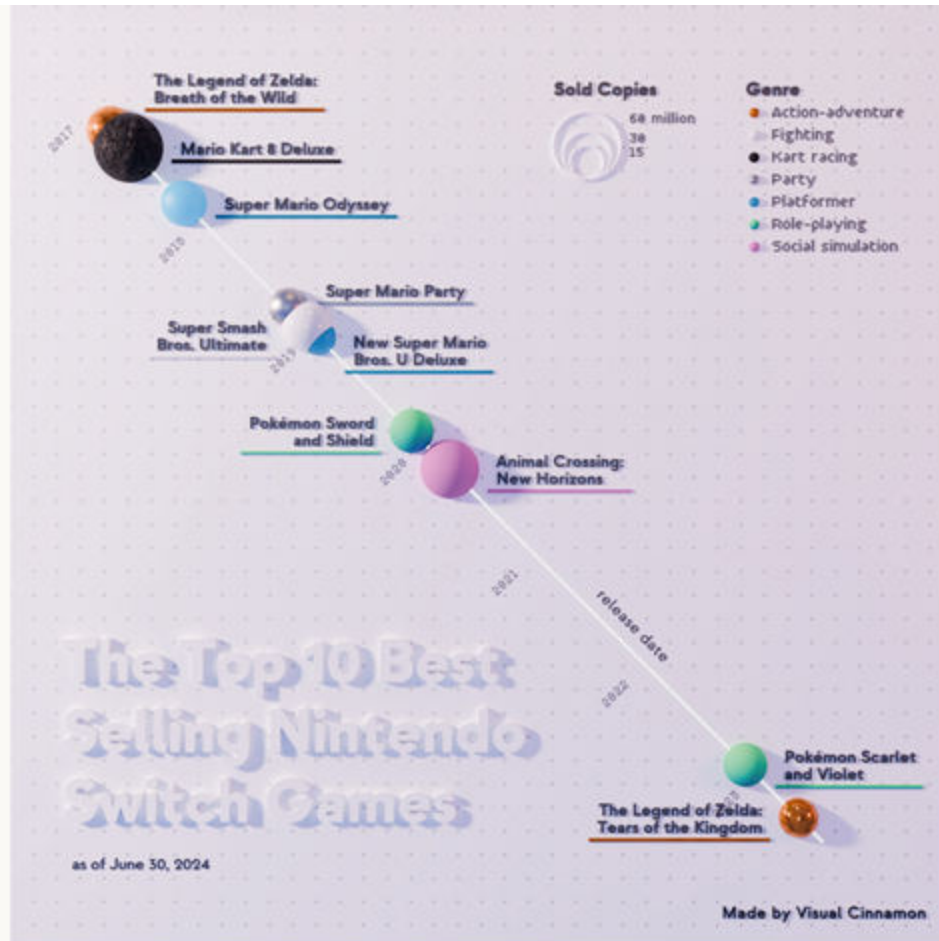 The Legend of Zelda:
Breath of the Wild
2017
Mario Kart 8 Deluxe
Super Mario Odyssey
2018
Super Mario Party
Super Smash
Bros. Ultimate
2019
New Super Mario
Bros. U Deluxe
Pokémon Sword
and Shield
2020
Animal Crossing:
New Horizons
2021
release date
2022
Pokémon Scarlet
and Violet
The Legend of Zelda:
Tears of the Kingdom
Sold Copies
60 million
30
15
Genre
Action-adventure
Fighting
Kart racing
Party
Platformer
Role-playing
Social simulation
The Top 10 Best
Selling Nintendo
Switch Games
as of June 30, 2024
Made by Visual Cinnamon